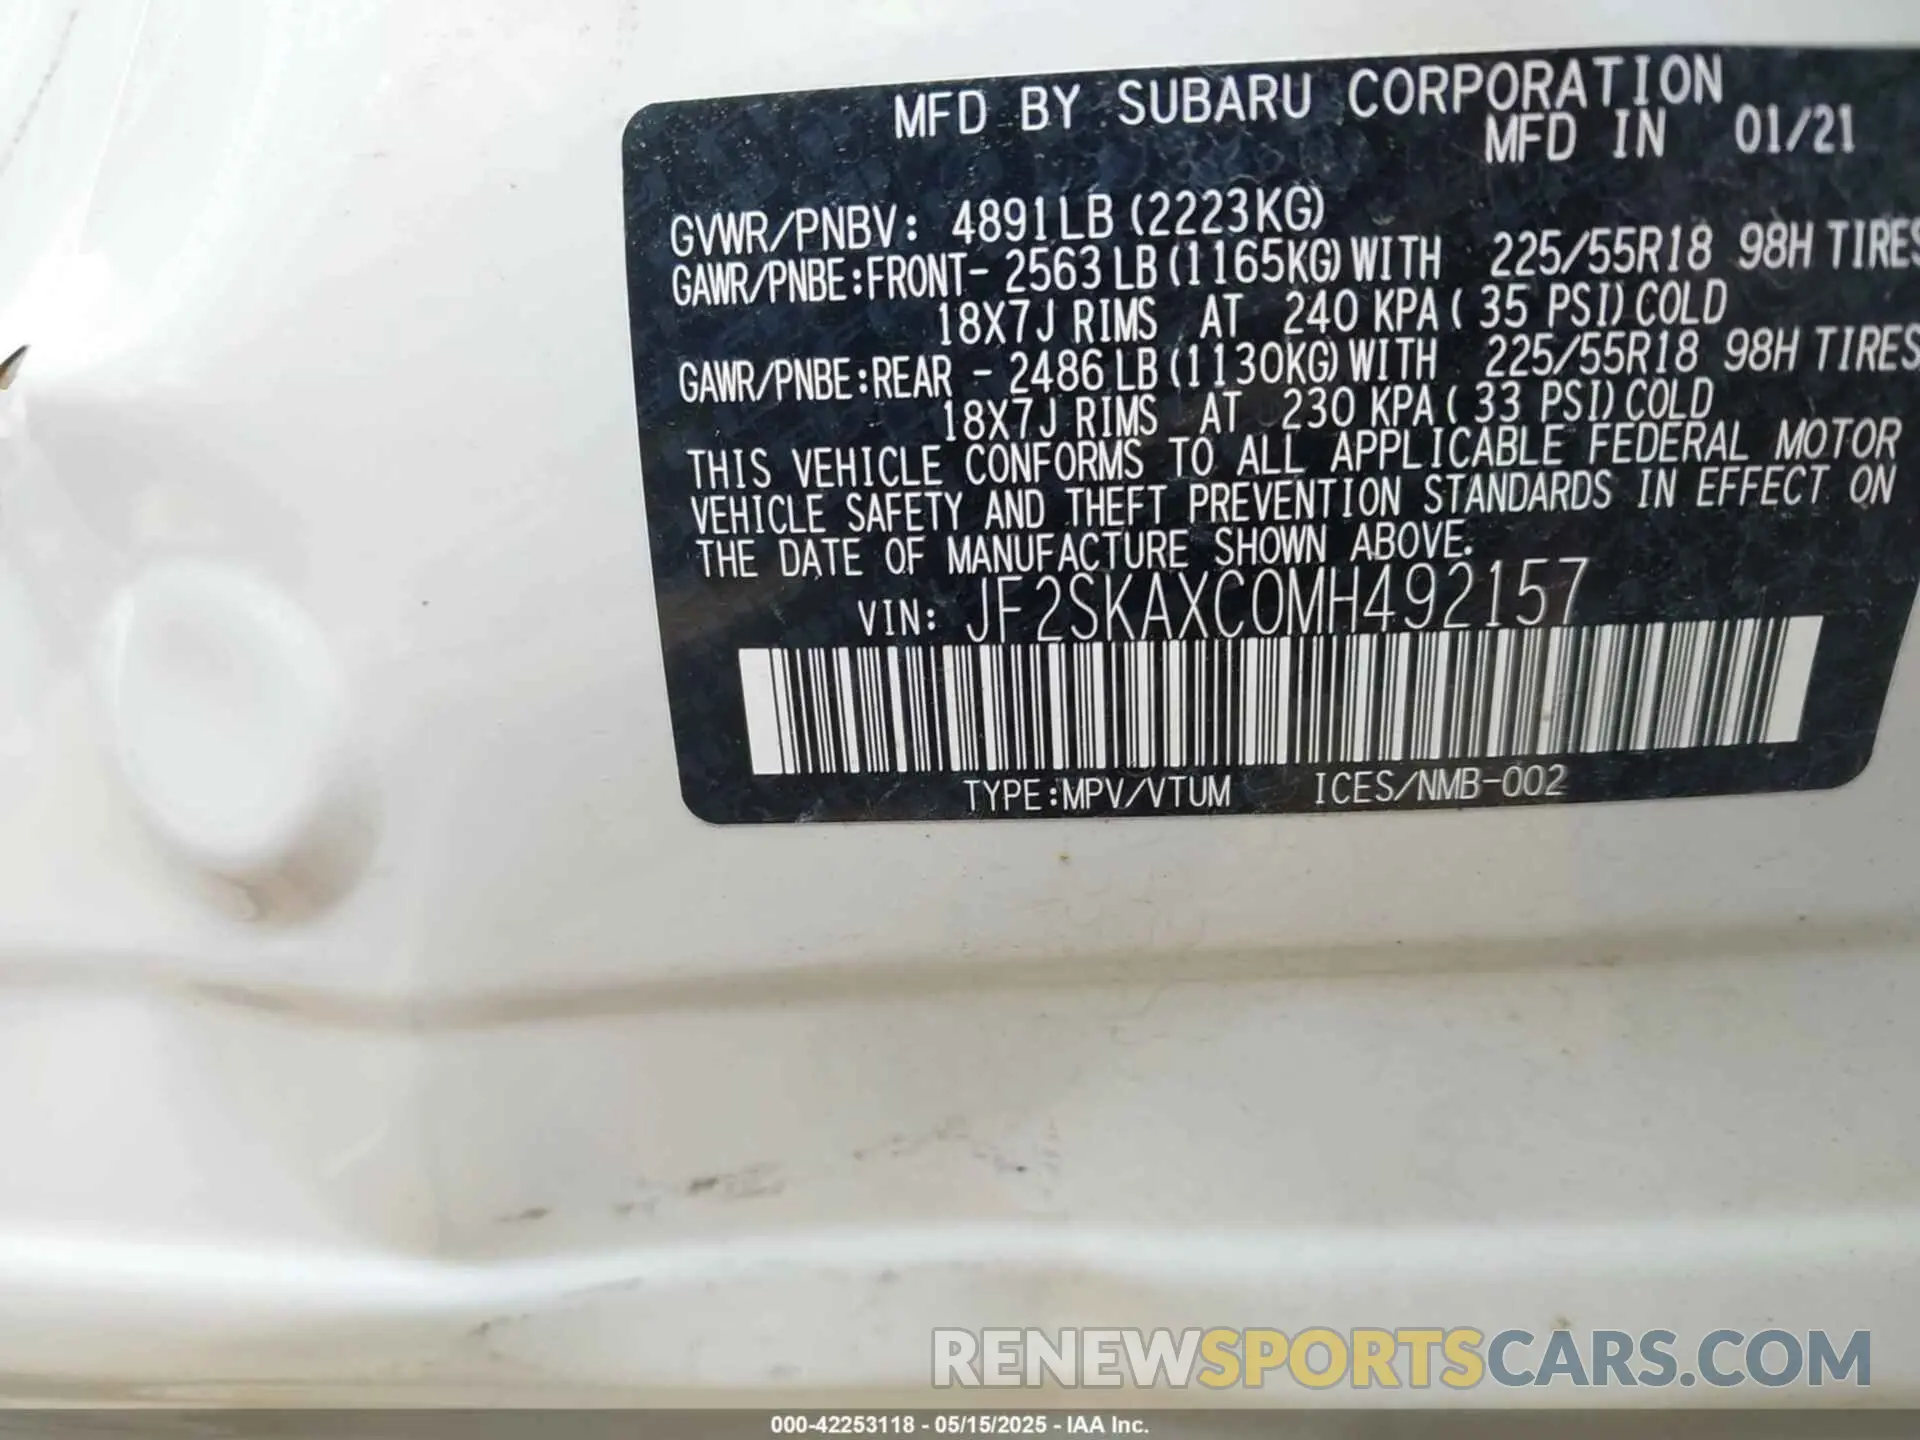 MFD BY SUBARU CORPORATION
MFD IN 01/21
GVWR/PNBV: 4891LB (2223KG)
GAWR/PNBE:FRONT- 2563 LB (1165KG) WITH 225/55R18 98H TIRES
18X7J RIMS AT 240 KPA ( 35 PSI) COLD
GAWR/PNBE:REAR - 2486 LB (1130KG) WITH 225/55R18 98H TIRES
18X7J RIMS AT 230 KPA ( 33 PSI) COLD
THIS VEHICLE CONFORMS TO ALL APPLICABLE FEDERAL MOTOR
VEHICLE SAFETY AND THEFT PREVENTION STANDARDS IN EFFECT ON
THE DATE OF MANUFACTURE SHOWN ABOVE.
VIN: JF2SKAXC0MH492157
TYPE:MPV/VTUM ICES/NMB-002
RENEWSPORTSCARS.COM
000-42253118 - 05/15/2025 - IAA Inc.